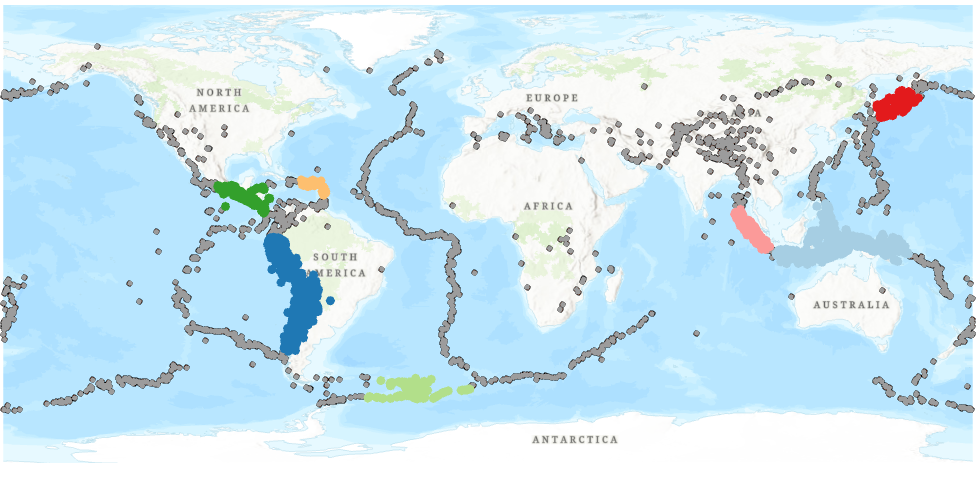 NORTH
AMERICA
EUROPE
AFRICA
SOUTH
AMERICA
AUSTRALIA
ANTARCTICA